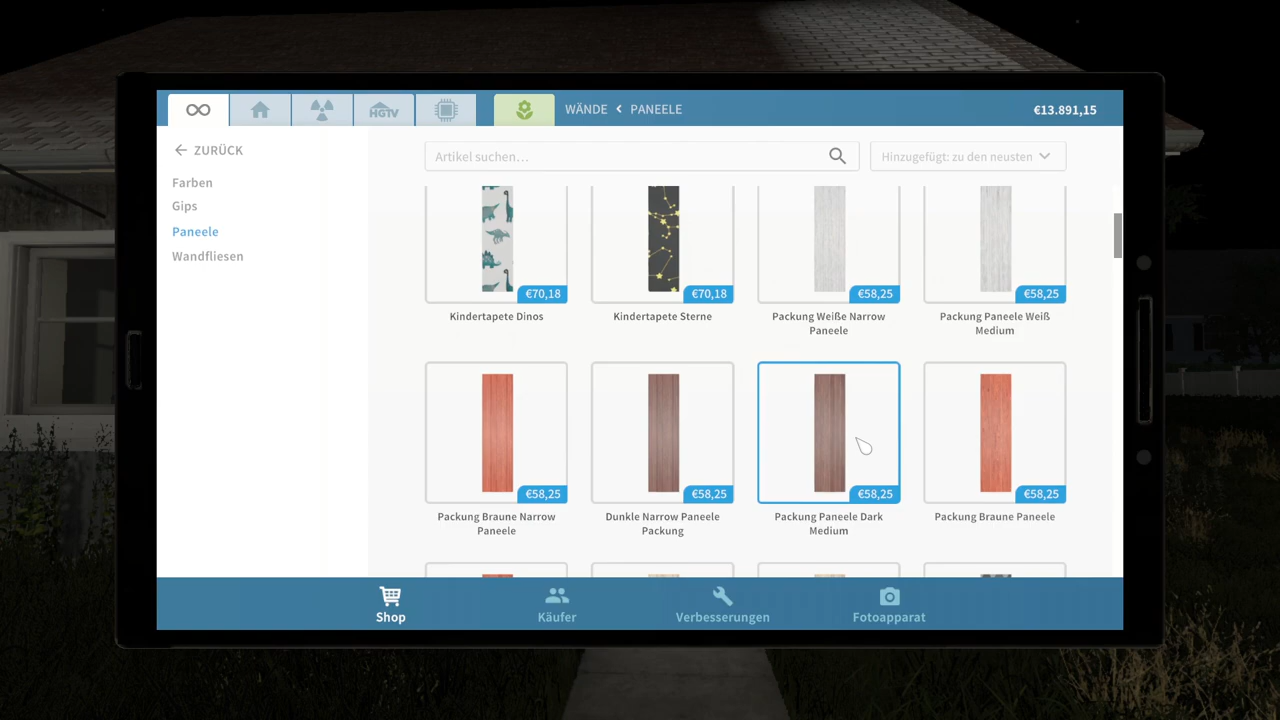 HGTV
WÄNDE < PANEELE
€13.891,15
ZURÜCK
Farben
Gips
Paneele
Wandfliesen
Artikel suchen...
Hinzugefügt: zu den neusten
€70,18
€70,18
€58,25
€58,25
Kindertapete Dinos
Kindertapete Sterne
Packung Weiße Narrow
Paneele
Packung Paneele Weiß
Medium
€58,25
€58,25
€58,25
€58,25
Packung Braune Narrow
Paneele
Dunkle Narrow Paneele
Packung
Packung Paneele Dark
Medium
Packung Braune Paneele
Shop
Käufer
Verbesserungen
Fotoapparat